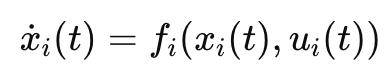 ẋᵢ(t) = fᵢ(xᵢ(t), uᵢ(t))